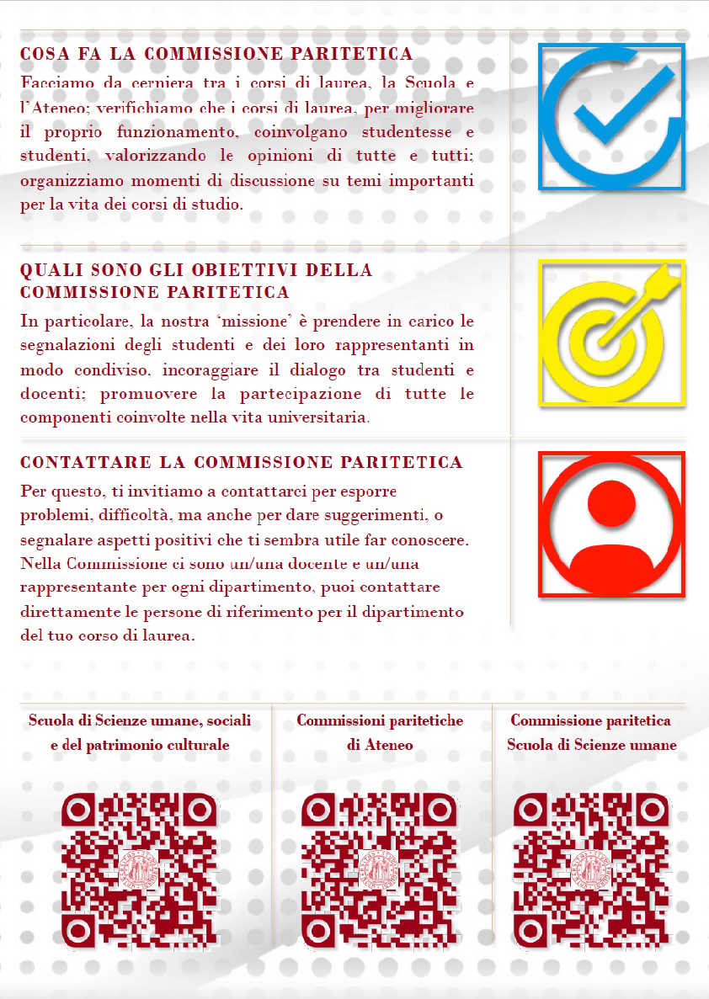 COSA FA LA COMMISSIONE PARITETICA
Facciamo da cerniera tra i corsi di laurea, la Scuola e
l'Ateneo; verifichiamo che i corsi di laurea, per migliorare
il proprio funzionamento, coinvolgano studentesse e
studenti, valorizzando le opinioni di tutte e tutti;
organizziamo momenti di discussione su temi importanti
per la vita dei corsi di studio.
QUALI SONO GLI OBIETTIVI DELLA
COMMISSIONE PARITETICA
In particolare, la nostra 'missione' è prendere in carico le
segnalazioni degli studenti e dei loro rappresentanti in
modo condiviso, incoraggiare il dialogo tra studenti e
docenti; promuovere la partecipazione di tutte le
componenti coinvolte nella vita universitaria.
CONTATTARE LA COMMISSIONE PARITETICA
Per questo, ti invitiamo a contattarci per esporre
problemi, difficoltà, ma anche per dare suggerimenti, o
segnalare aspetti positivi che ti sembra utile far conoscere.
Nella Commissione ci sono un/una docente e un/una
rappresentante per ogni dipartimento, puoi contattare
direttamente le persone di riferimento per il dipartimento
del tuo corso di laurea.
Scuola di Scienze umane, sociali
e del patrimonio culturale
Commissioni paritetiche
di Ateneo
Commissione paritetica
Scuola di Scienze umane